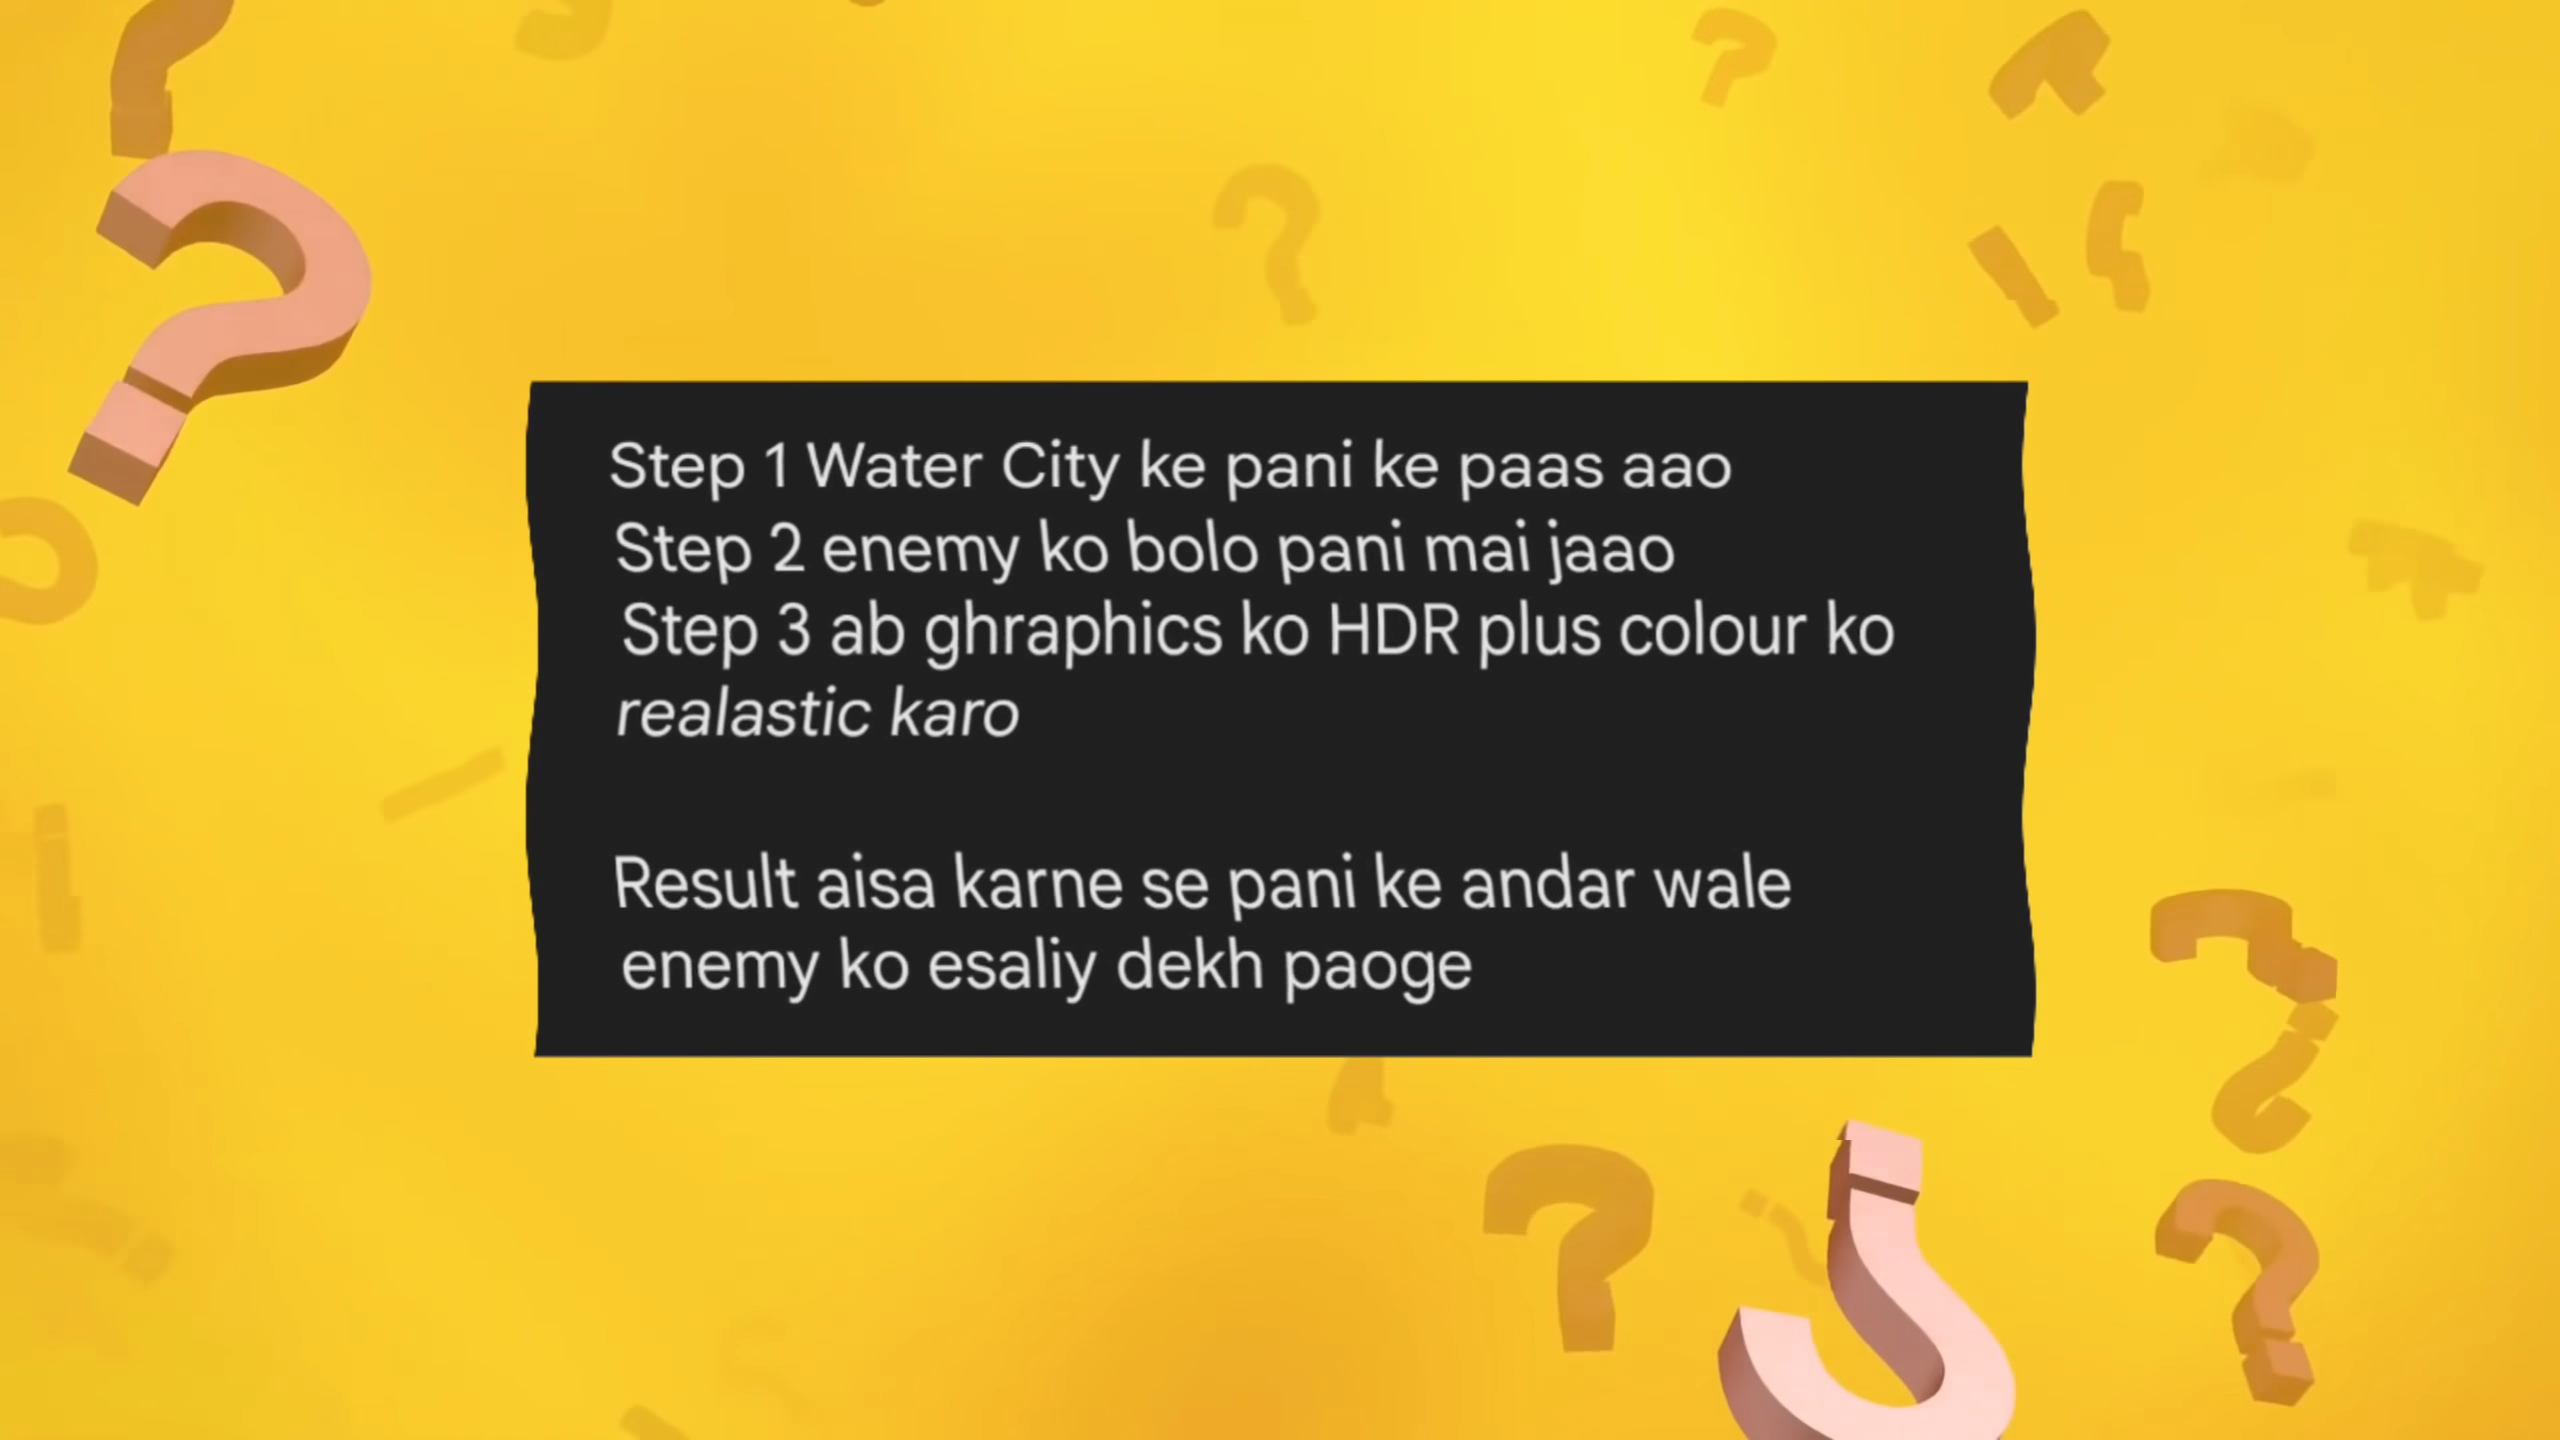 Step 1 Water City ke pani ke paas aao
Step 2 enemy ko bolo pani mai jaao
Step 3 ab ghraphics ko HDR plus colour ko
realastic karo
Result aisa karne se pani ke andar wale
enemy ko esaliy dekh paoge